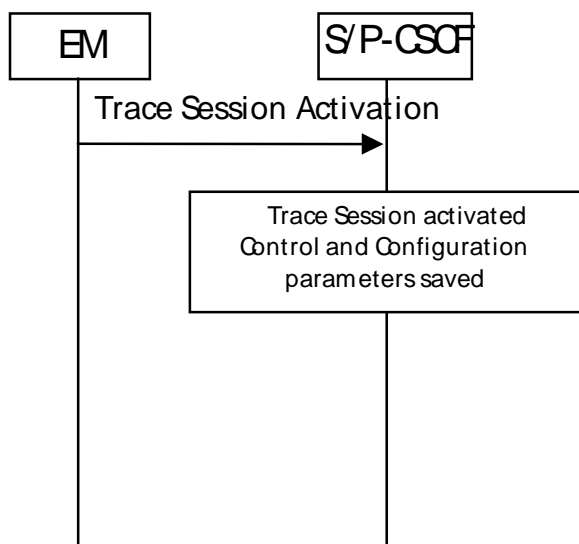 EM
S/P-CSCF
Trace Session Activation
Trace Session activated
Control and Configuration
parameters saved